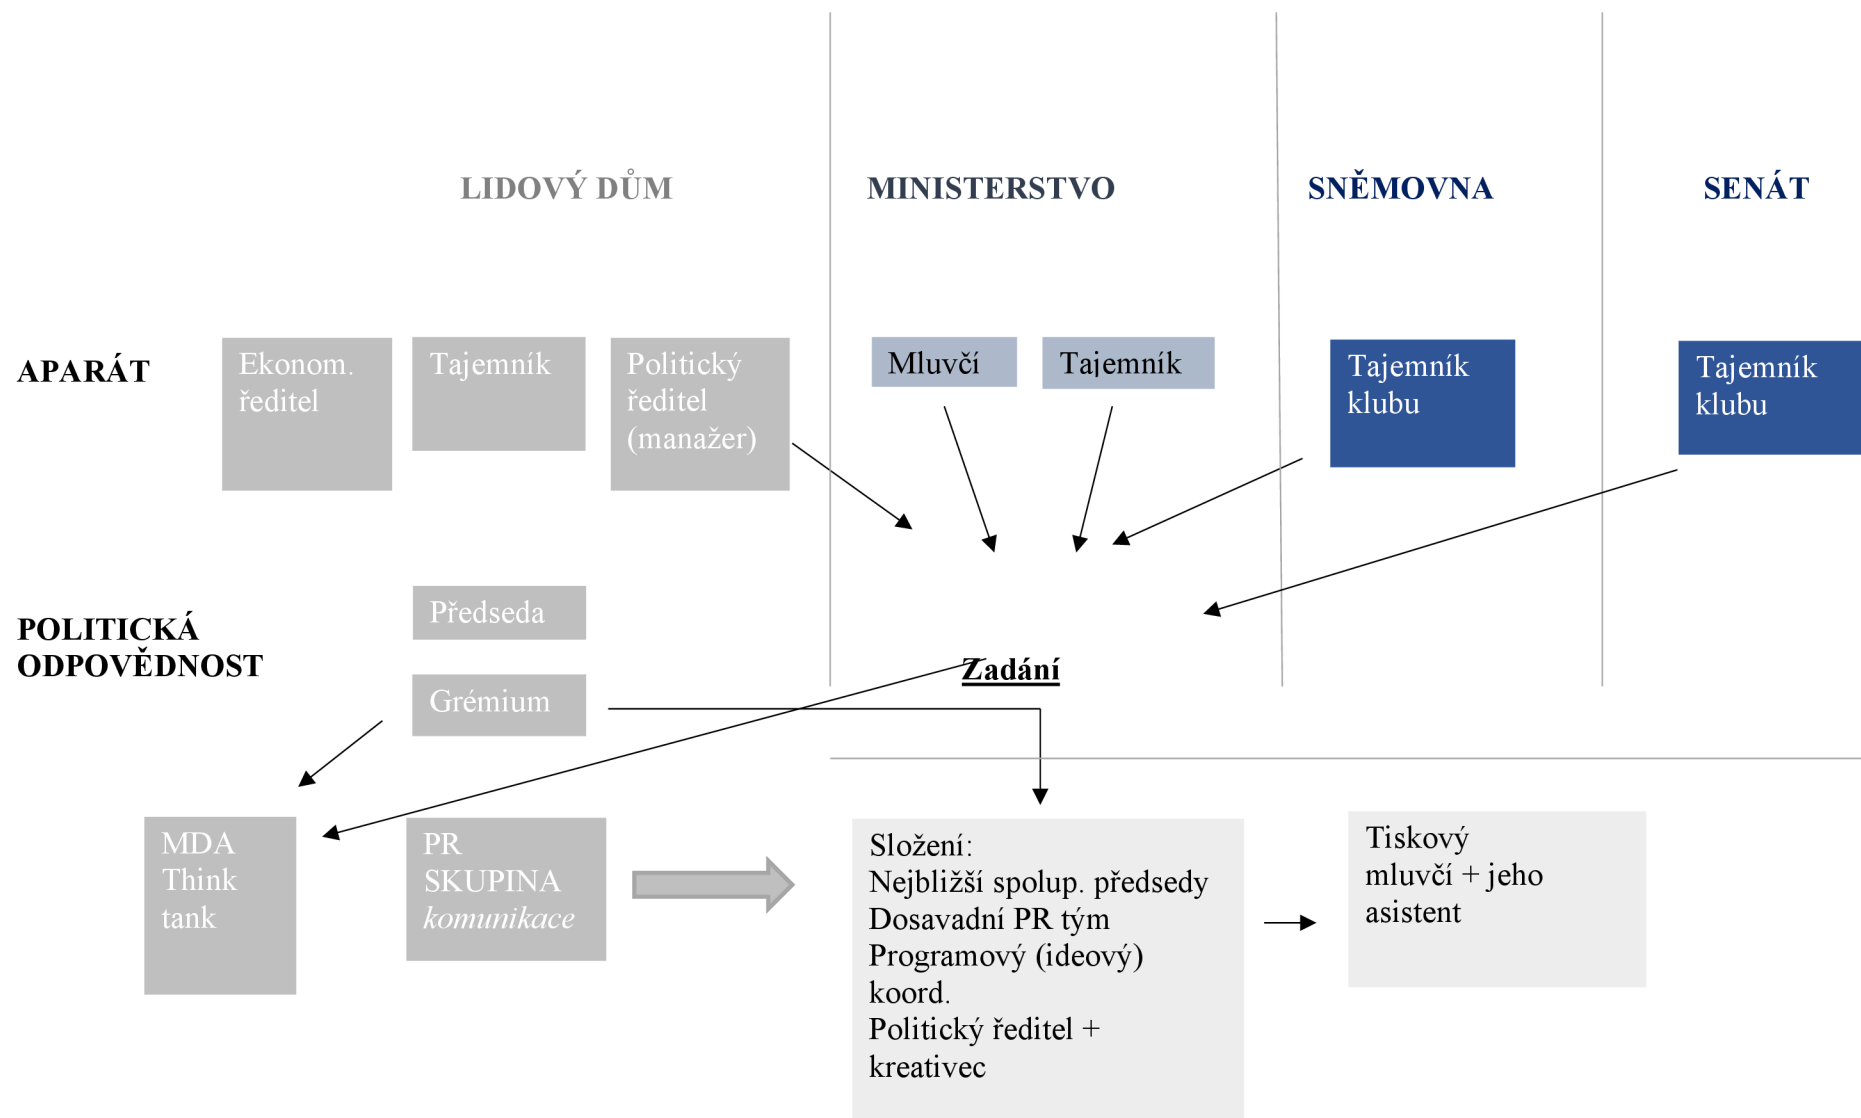 LIDOVÝ DŮM
MINISTERSTVO
SNĚMOVNA
SENÁT
APARÁT
Ekonom.
ředitel
Tajemník
Politický
ředitel
(manažer)
Mluvčí
Tajemník
Tajemník
klubu
Tajemník
klubu
POLITICKÁ
ODPOVĚDNOST
Předseda
Grémium
Zadání
MDA
Think
tank
PR
SKUPINA
komunikace
Složení:
Nejbližší spolup. předsedy
Dosavadní PR tým
Programový (ideový)
koord.
Politický ředitel +
kreativec
Tiskový
mluvčí + jeho
asistent